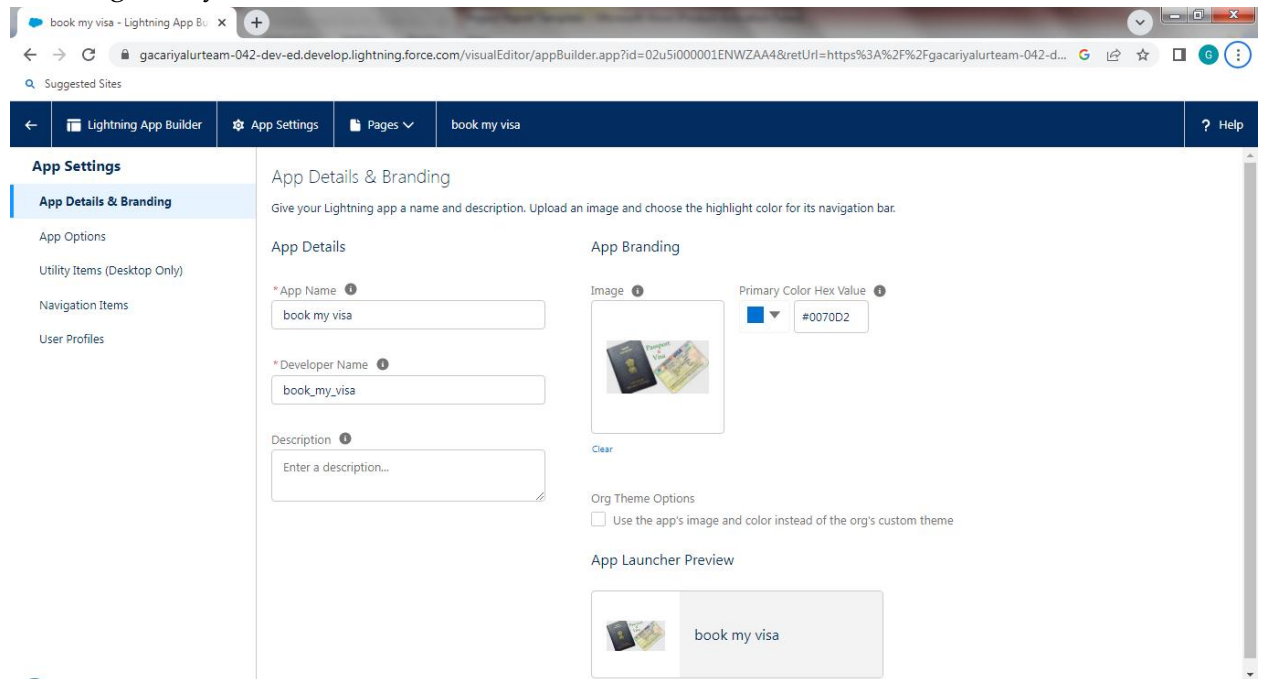 book my visa - Lightning App Bu
gacariyalurteam-042-dev-ed.develop.lightning.force.com/visualEditor/appBuilder.app?id=02u5i000001ENWZAA4&retUrl=https%3A%2F%2Fgacariyalurteam-042-d...
G
Suggested Sites
Lightning App Builder
App Settings
Pages
book my visa
? Help
App Settings
App Details & Branding
App Options
Utility Items (Desktop Only)
Navigation Items
User Profiles
App Details & Branding
Give your Lightning app a name and description. Upload an image and choose the highlight color for its navigation bar.
App Details
App Branding
*App Name
book my visa
*Developer Name
book_my_visa
Description
Enter a description...
Image
Passport
Visa
Clear
Primary Color Hex Value
#0070D2
Org Theme Options
Use the app's image and color instead of the org's custom theme
App Launcher Preview
book my visa